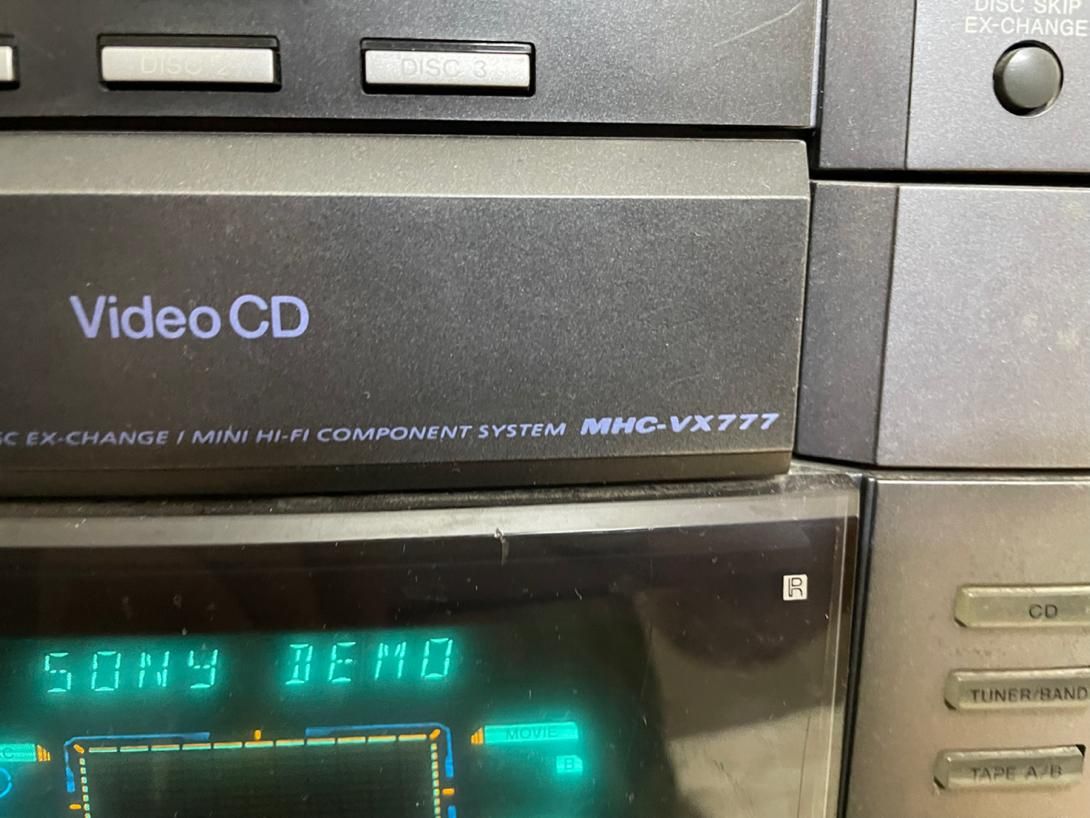 DISC SKIP
EX-CHANGE
DISC 2
DISC 3
Video CD
EX-CHANGE / MINI HI-FI COMPONENT SYSTEM MHC-VX777
R
CD
SONY DEMO
TUNER/BAND
MOVIE
B
TAPE A/B